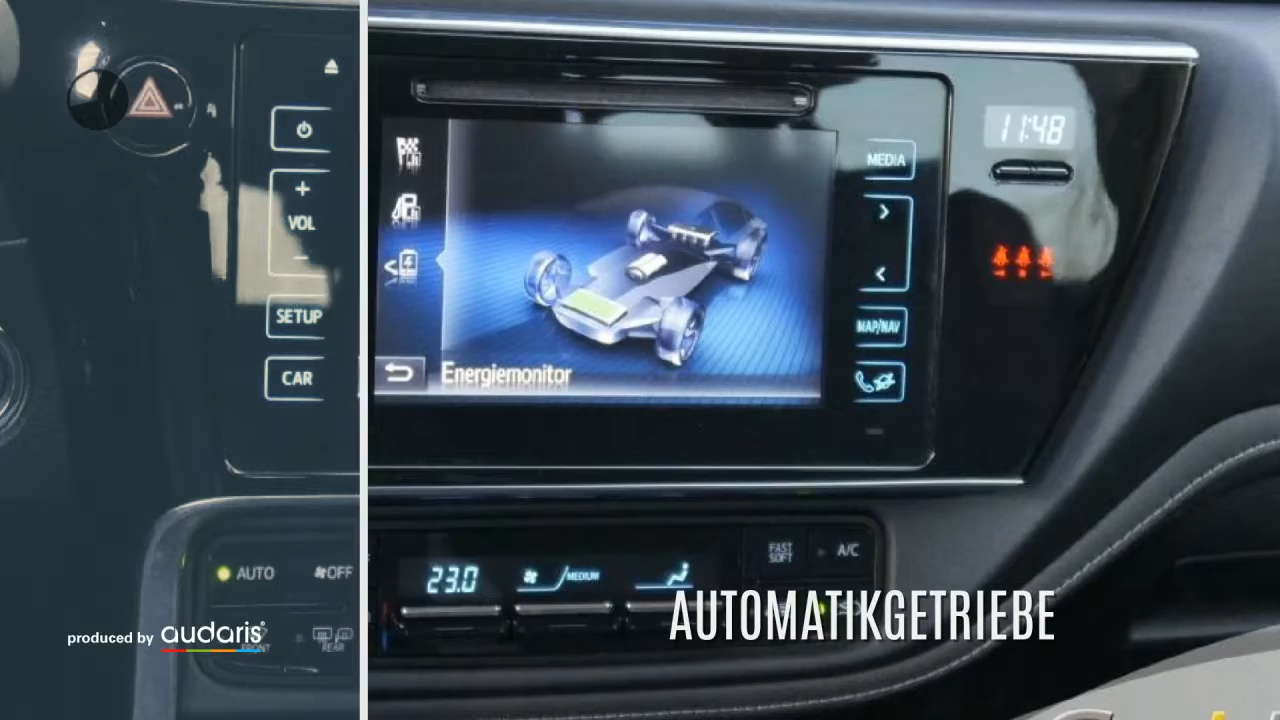 VOL
SETUP
CAR
11:48
MEDIA
MAP/NAV
Energiemonitor
AUTO
OFF
23.0
MEDIUM
FAST
SOFT
A/C
FRONT
REAR
AUTOMATIKGETRIEBE
produced by audaris